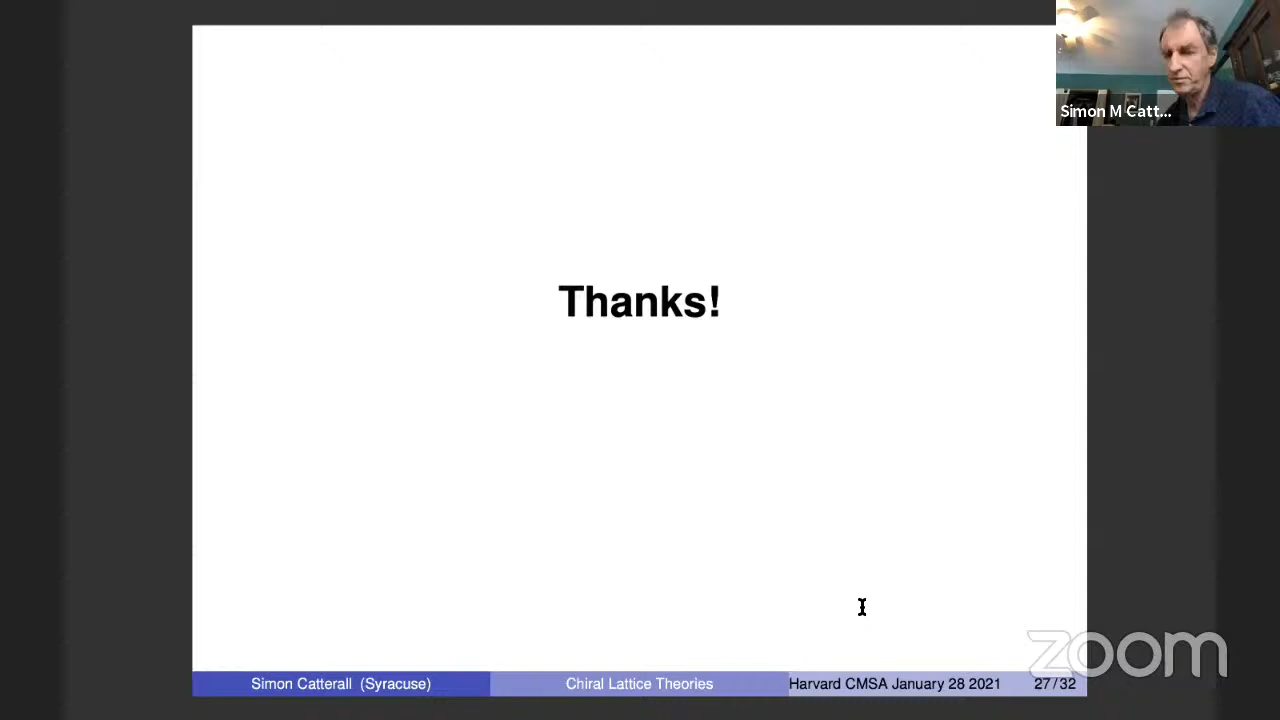 Simon M Catt...
Thanks!
zoom
Simon Catterall (Syracuse)
Chiral Lattice Theories
Harvard CMSA January 28 2021
27/32